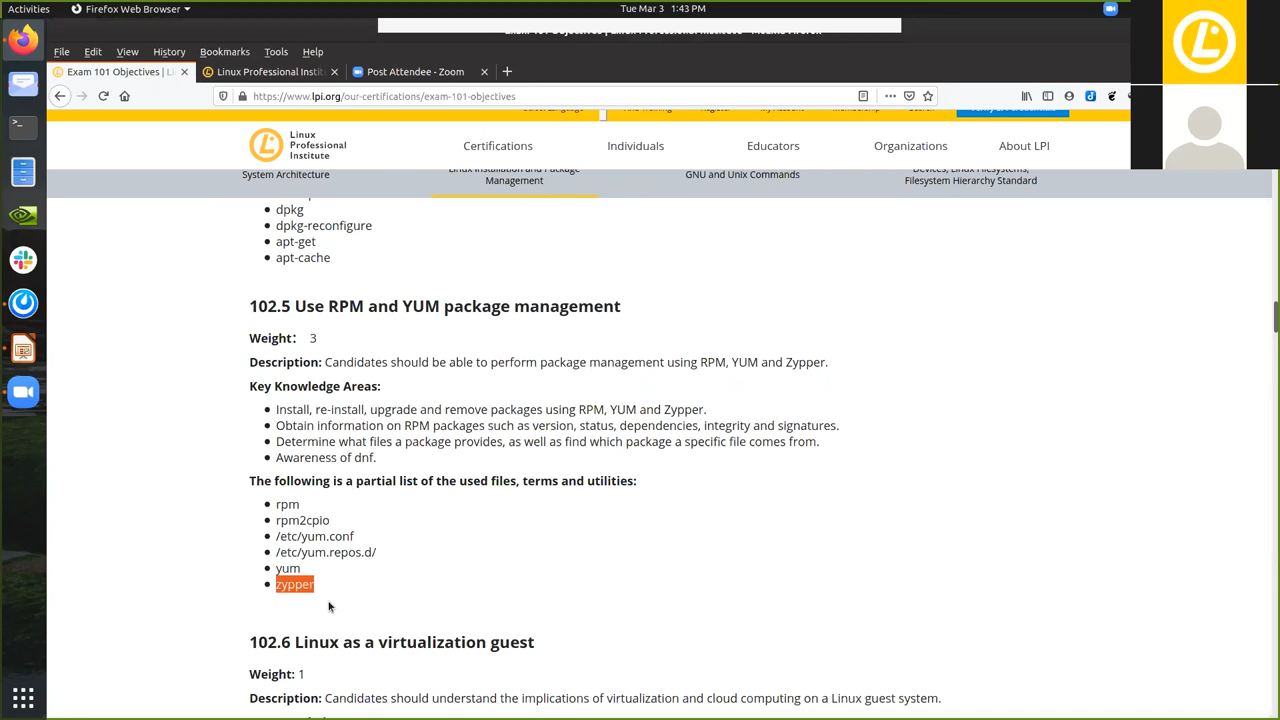 Activities
Firefox Web Browser
Tue Mar 3 1:43 PM
File Edit View History Bookmarks Tools Help
Exam 101 Objectives | Li
Linux Professional Instit
Post Attendee - Zoom
https://www.lpi.org/our-certifications/exam-101-objectives
Linux
Professional
Institute
Certifications
Individuals
Educators
Organizations
About LPI
System Architecture
Linux Installation and Package
Management
GNU and Unix Commands
Devices, Linux Filesystems,
Filesystem Hierarchy Standard
dpkg
dpkg-reconfigure
apt-get
apt-cache
102.5 Use RPM and YUM package management
Weight: 3
Description: Candidates should be able to perform package management using RPM, YUM and Zypper.
Key Knowledge Areas:
Install, re-install, upgrade and remove packages using RPM, YUM and Zypper.
Obtain information on RPM packages such as version, status, dependencies, integrity and signatures.
Determine what files a package provides, as well as find which package a specific file comes from.
Awareness of dnf.
The following is a partial list of the used files, terms and utilities:
rpm
rpm2cpio
/etc/yum.conf
/etc/yum.repos.d/
yum
zypper
102.6 Linux as a virtualization guest
Weight: 1
Description: Candidates should understand the implications of virtualization and cloud computing on a Linux guest system.